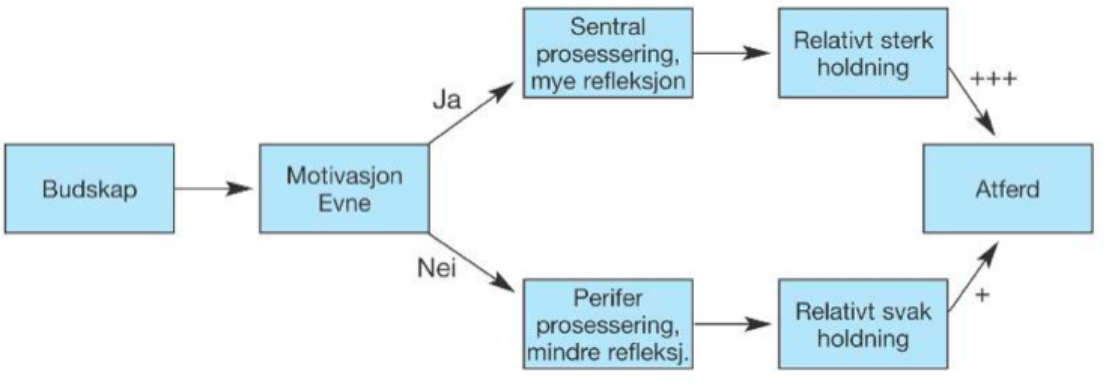 Budskap
Motivasjon
Evne
Ja
Nei
Sentral
prosessering,
mye refleksjon
Relativt sterk
holdning
+++
Perifer
prosessering,
mindre refleksj.
Relativt svak
holdning
+
Atferd